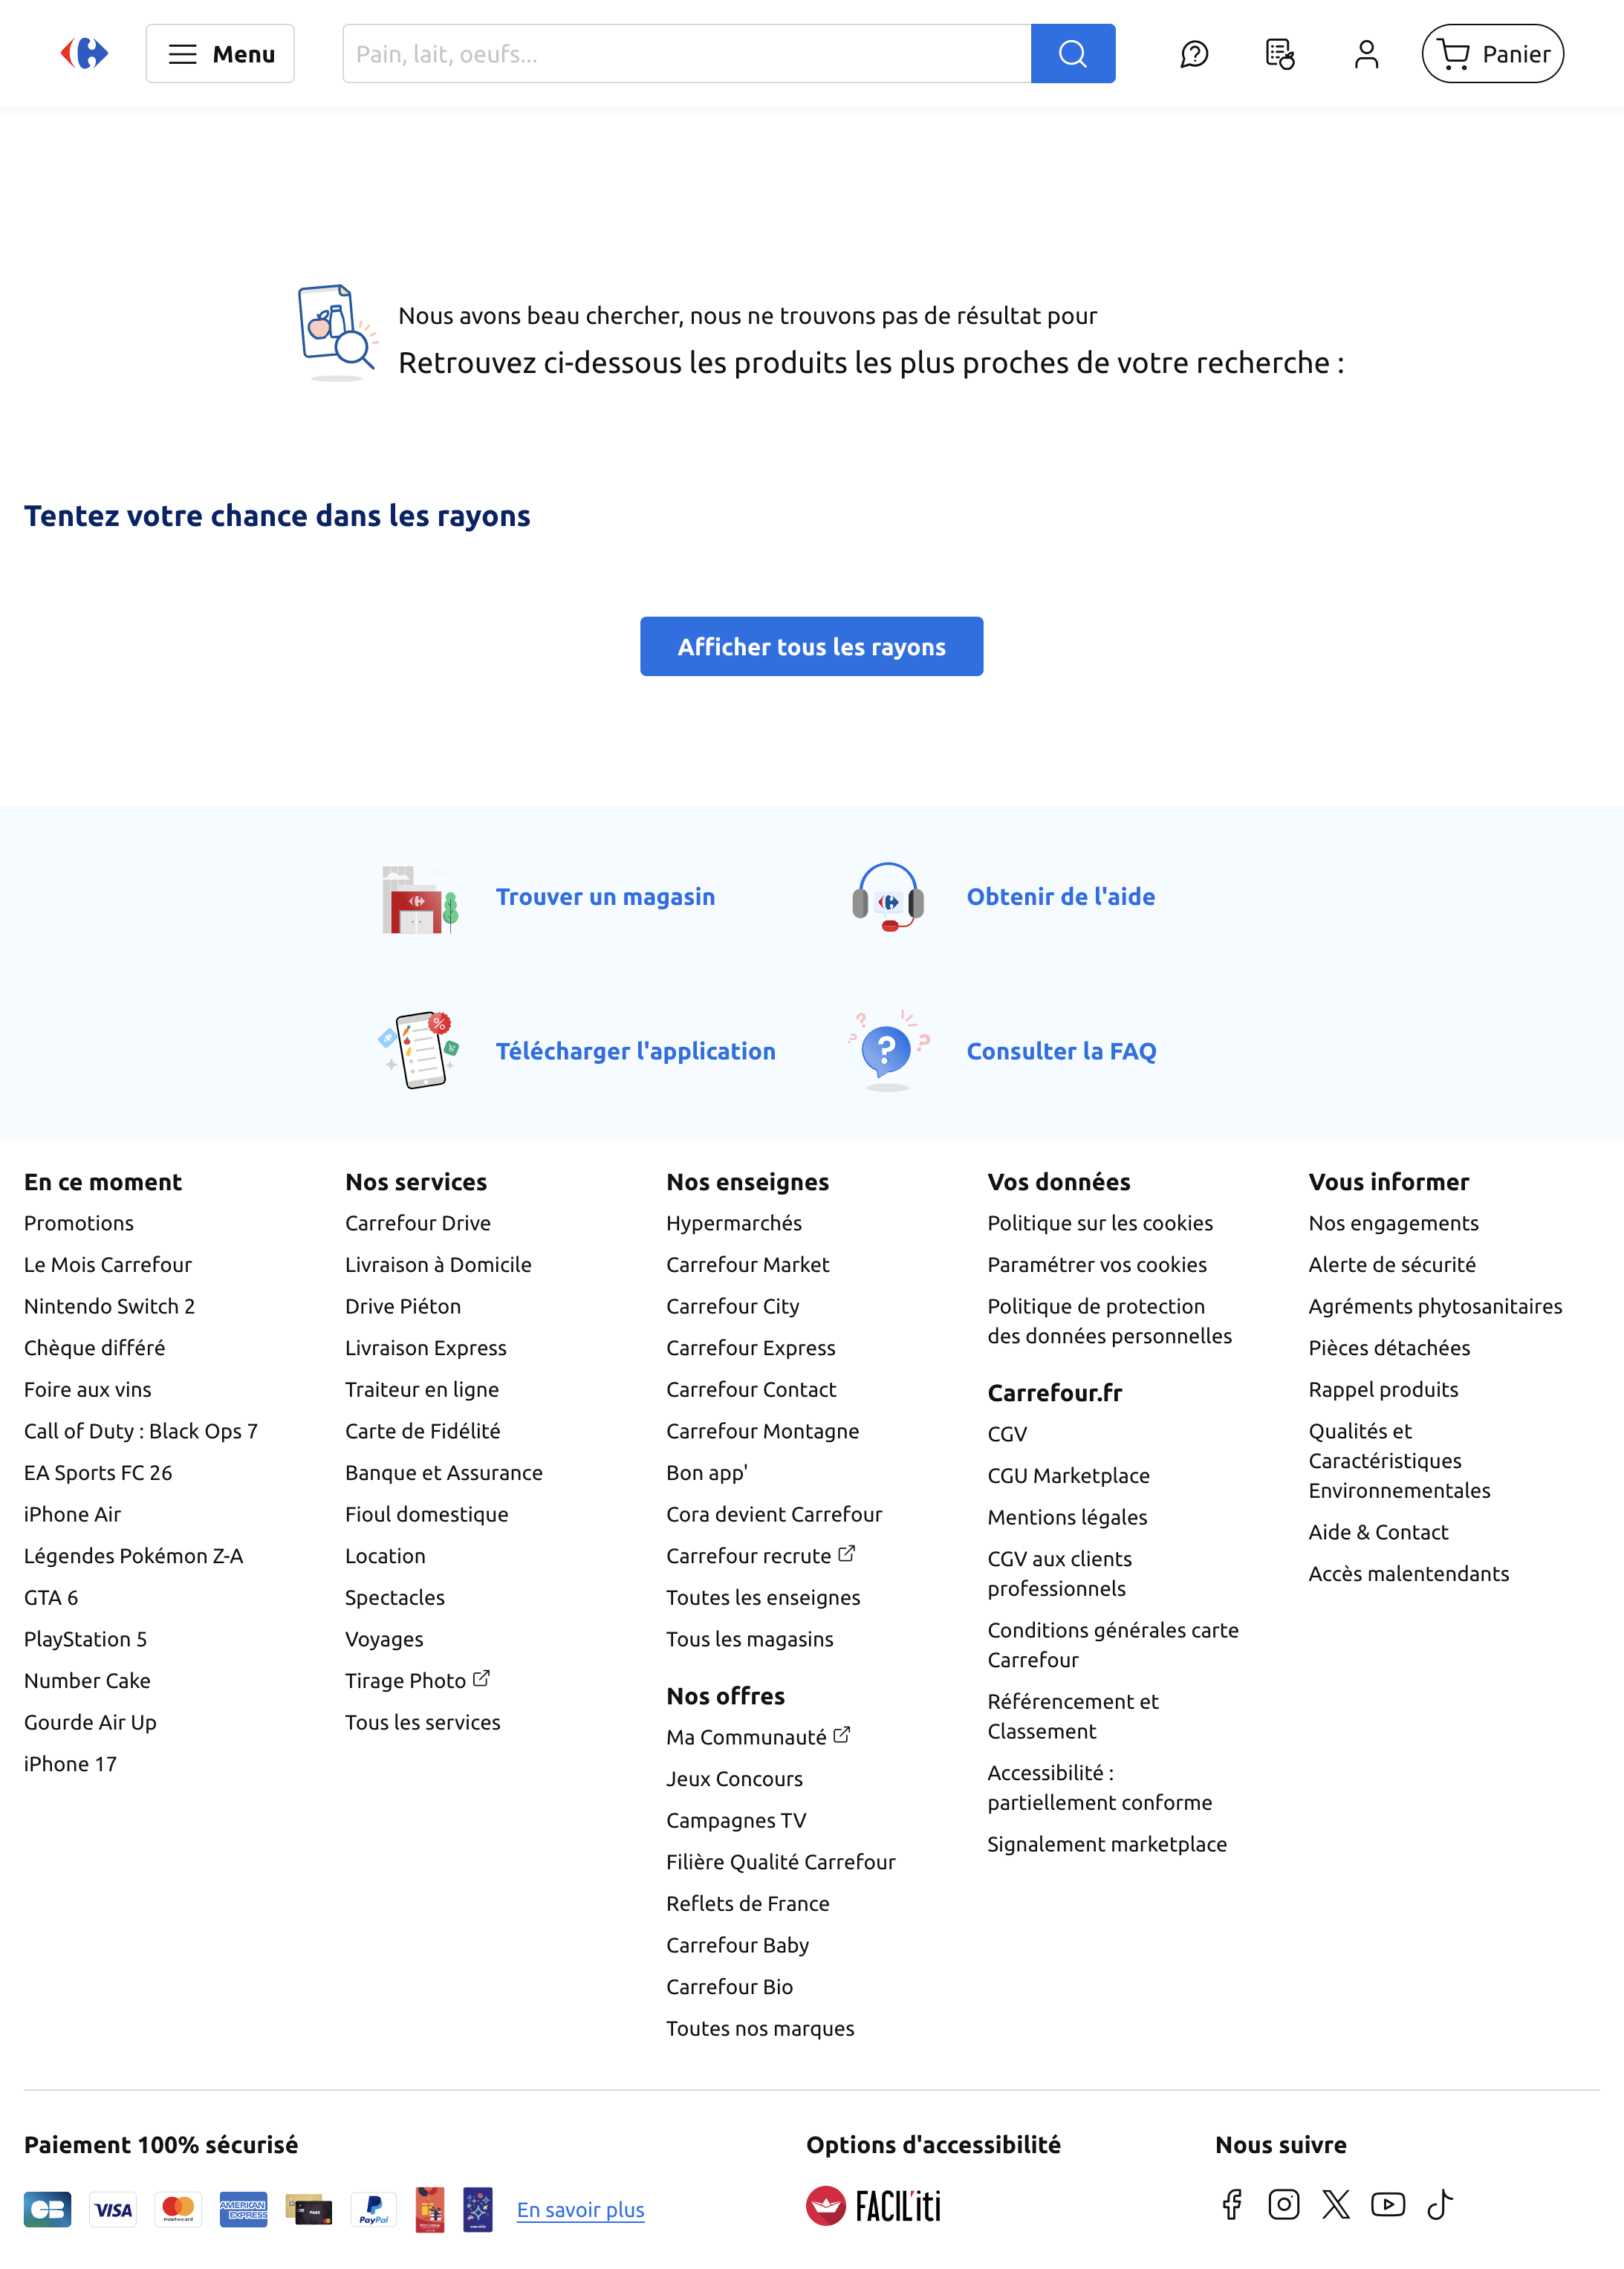 Menu
Pain, lait, oeufs...
Panier
Nous avons beau chercher, nous ne trouvons pas de résultat pour
Retrouvez ci-dessous les produits les plus proches de votre recherche :
Tentez votre chance dans les rayons
Afficher tous les rayons
Trouver un magasin
Obtenir de l'aide
Télécharger l'application
Consulter la FAQ
En ce moment
Promotions
Le Mois Carrefour
Nintendo Switch 2
Chèque différé
Foire aux vins
Call of Duty : Black Ops 7
EA Sports FC 26
iPhone Air
Légendes Pokémon Z-A
GTA 6
PlayStation 5
Number Cake
Gourde Air Up
iPhone 17
Nos services
Carrefour Drive
Livraison à Domicile
Drive Piéton
Livraison Express
Traiteur en ligne
Carte de Fidélité
Banque et Assurance
Fioul domestique
Location
Spectacles
Voyages
Tirage Photo
Tous les services
Nos enseignes
Hypermarchés
Carrefour Market
Carrefour City
Carrefour Express
Carrefour Contact
Carrefour Montagne
Bon app'
Cora devient Carrefour
Carrefour recrute
Toutes les enseignes
Tous les magasins
Nos offres
Ma Communauté
Jeux Concours
Campagnes TV
Filière Qualité Carrefour
Reflets de France
Carrefour Baby
Carrefour Bio
Toutes nos marques
Vos données
Politique sur les cookies
Paramétrer vos cookies
Politique de protection
des données personnelles
Carrefour.fr
CGV
CGU Marketplace
Mentions légales
CGV aux clients
professionnels
Conditions générales carte
Carrefour
Référencement et
Classement
Accessibilité :
partiellement conforme
Signalement marketplace
Vous informer
Nos engagements
Alerte de sécurité
Agréments phytosanitaires
Pièces détachées
Rappel produits
Qualités et
Caractéristiques
Environnementales
Aide & Contact
Accès malentendants
Paiement 100% sécurisé
CB
VISA
mastercard
AMERICAN
EXPRESS
PASS
PayPal
En savoir plus
Options d'accessibilité
FACIL'iti
Nous suivre